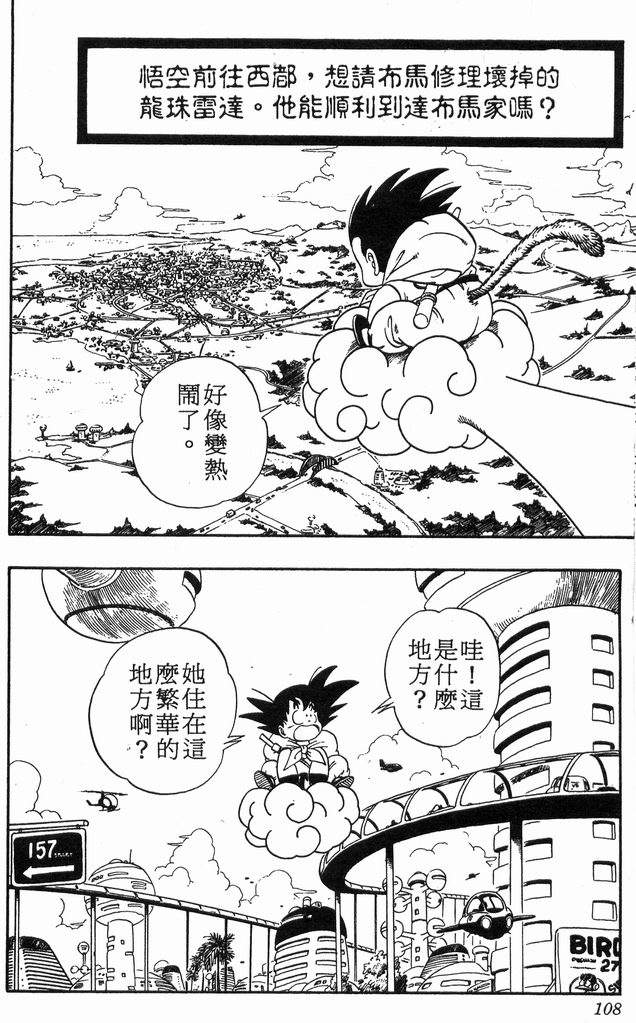 悟空前往西都，想請布馬修理壞掉的
龍珠雷達。他能順利到達布馬家嗎？
好像變熱
鬧了。
哇！這
是什麼
地方？
她住在這
麼繁華的
地方啊？
157
BIRD
27
108